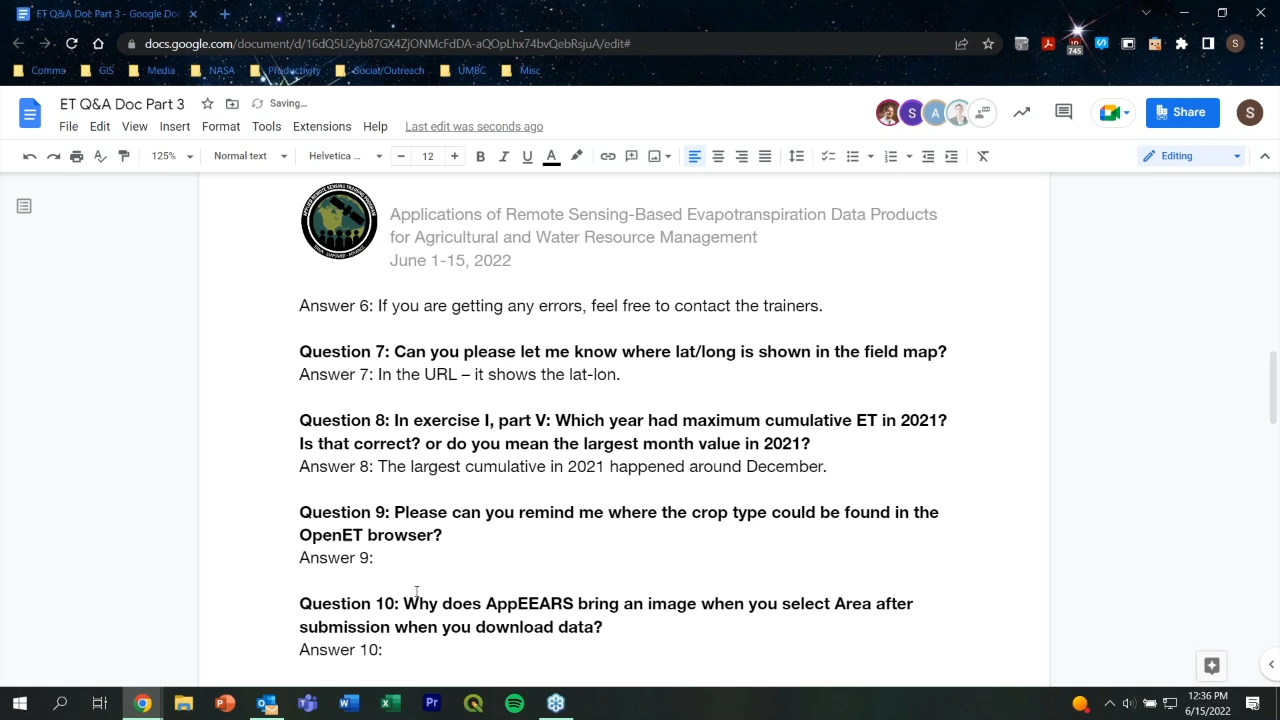 ET Q&A Doc Part 3 - Google Doc
docs.google.com/document/d/16dQ5U2yb87GX4ZjONMcFdDA-aQOpLhx74bvQebRsjuA/edit#
745
S
Comms
GIS
Media
NASA
Productivity
Social/Outreach
UMBC
Misc
ET Q&A Doc Part 3
Saving...
File Edit View Insert Format Tools Extensions Help Last edit was seconds ago
S
A
Share
S
125%
Normal text
Helvetica ...
12
B I U A
Editing
Applications of Remote Sensing-Based Evapotranspiration Data Products
for Agricultural and Water Resource Management
June 1-15, 2022
Answer 6: If you are getting any errors, feel free to contact the trainers.
Question 7: Can you please let me know where lat/long is shown in the field map?
Answer 7: In the URL – it shows the lat-lon.
Question 8: In exercise I, part V: Which year had maximum cumulative ET in 2021?
Is that correct? or do you mean the largest month value in 2021?
Answer 8: The largest cumulative in 2021 happened around December.
Question 9: Please can you remind me where the crop type could be found in the
OpenET browser?
Answer 9:
Question 10: Why does AppEEARS bring an image when you select Area after
submission when you download data?
Answer 10:
12:36 PM
6/15/2022